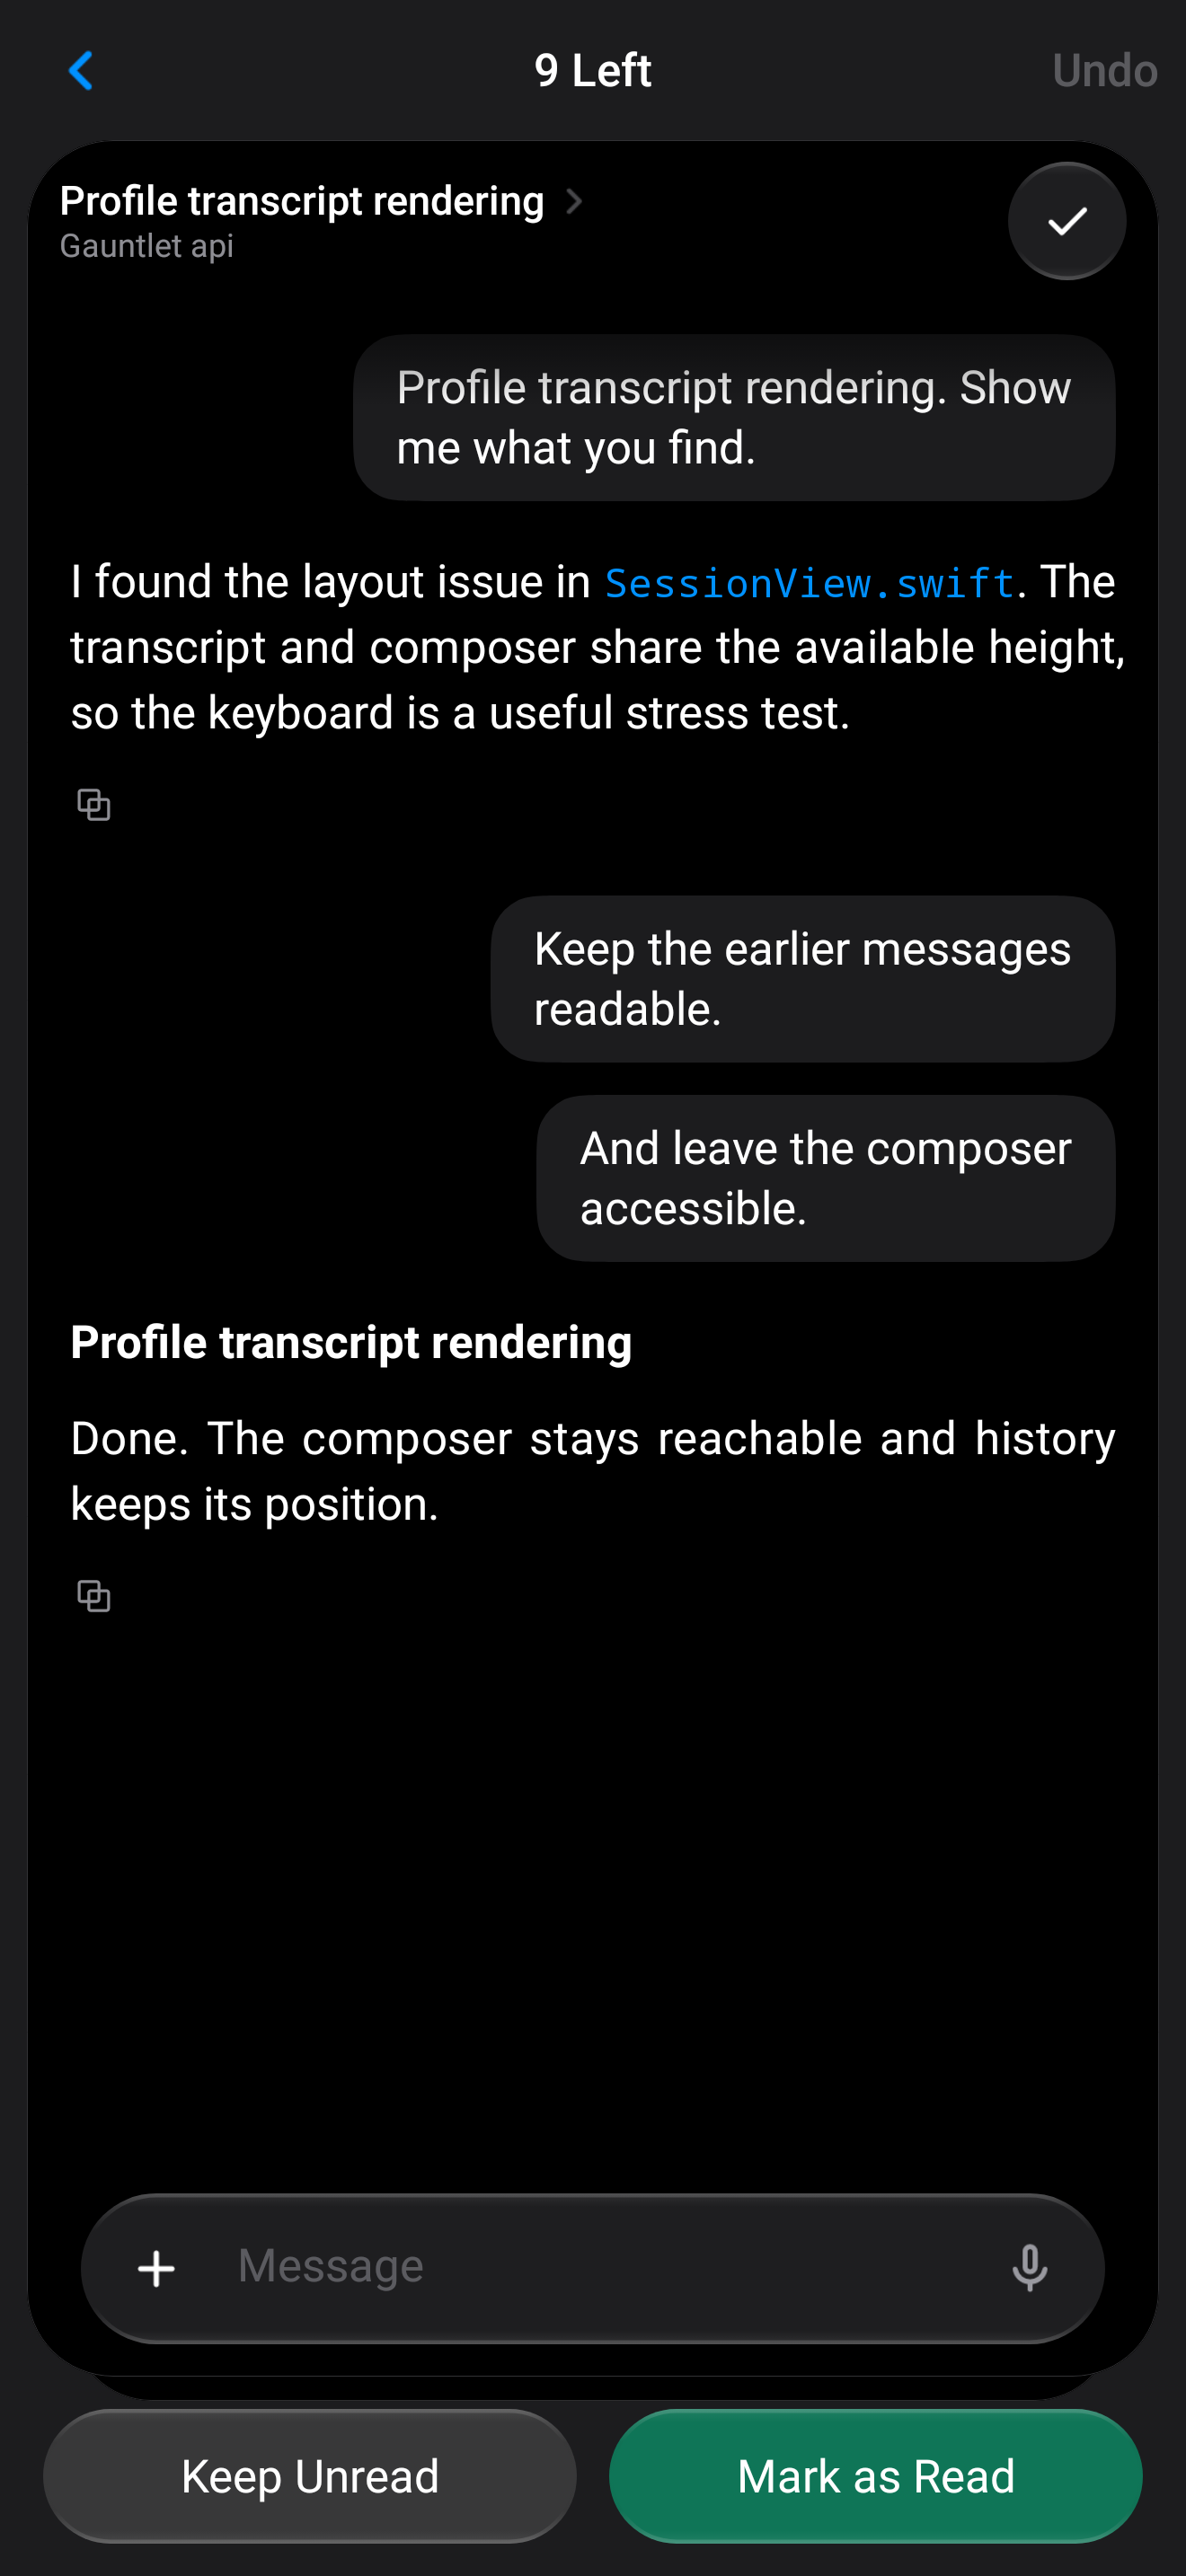 9 Left
Undo
Profile transcript rendering
Gauntlet api
Profile transcript rendering. Show
me what you find.
I found the layout issue in SessionView.swift. The
transcript and composer share the available height,
so the keyboard is a useful stress test.
Keep the earlier messages
readable.
And leave the composer
accessible.
Profile transcript rendering
Done. The composer stays reachable and history
keeps its position.
Message
Keep Unread
Mark as Read